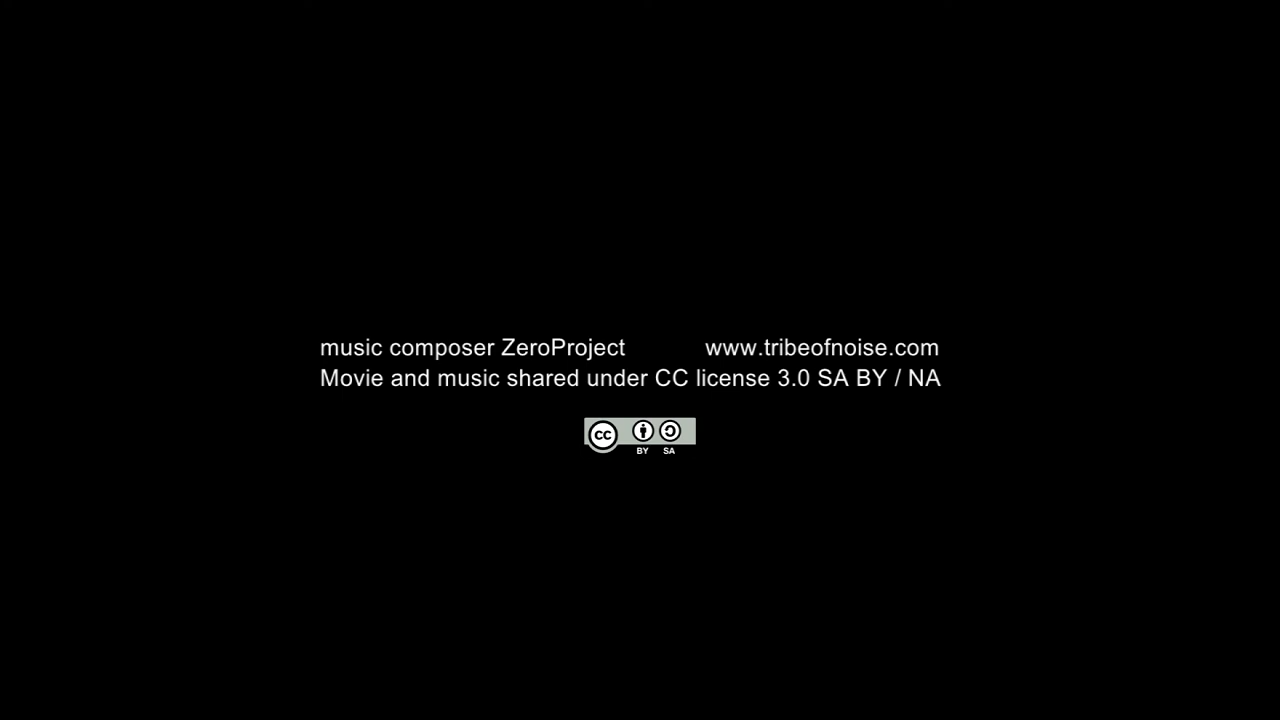 music composer ZeroProject www.tribeofnoise.com
Movie and music shared under CC license 3.0 SA BY / NA
cc
BY SA